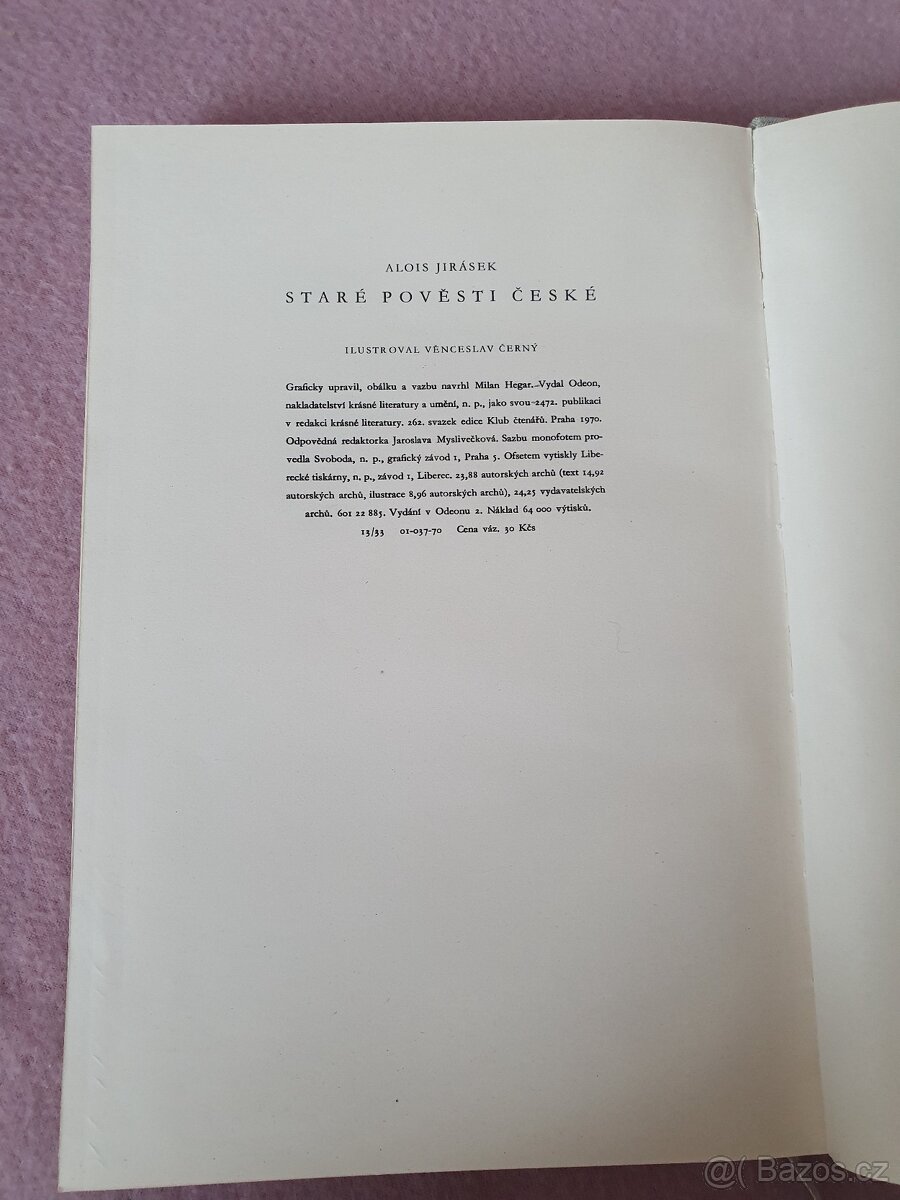 ALOIS JIRÁSEK
STARÉ POVĚSTI ČESKÉ
ILUSTROVAL VĚNCESLAV ČERNÝ
Graficky upravil, obálku a vazbu navrhl Milan Hegar. Vydal Odeon,
nakladatelství krásné literatury a umění, n. p., jako svou 2472. publikaci
v redakci krásné literatury. 262. svazek edice Klub čtenářů. Praha 1970.
Odpovědná redaktorka Jaroslava Myslivečková. Sazbu monofotem pro-
vedla Svoboda, n. p., grafický závod 1, Praha 5. Ofsetem vytiskly Libe-
recké tiskárny, n. p., závod 1, Liberec. 23,88 autorských archů (text 14,92
autorských archů, ilustrace 8,96 autorských archů), 24,25 vydavatelských
archů. 601 22 885. Vydání v Odeonu 2. Náklad 64 000 výtisků.
13/33 01-037-70 Cena váz. 30 Kčs
@( Bazos.cz